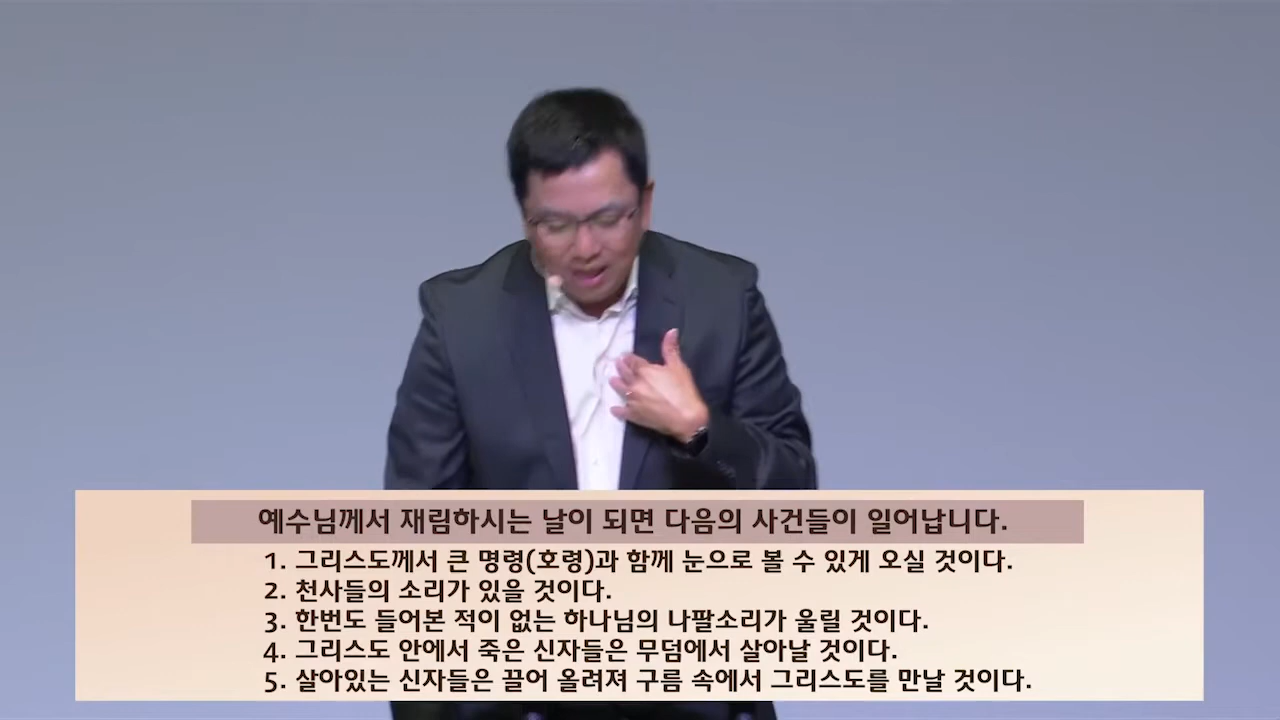 예수님께서 재림하시는 날이 되면 다음의 사건들이 일어납니다.
1. 그리스도께서 큰 명령(호령)과 함께 눈으로 볼 수 있게 오실 것이다.
2. 천사들의 소리가 있을 것이다.
3. 한번도 들어본 적이 없는 하나님의 나팔소리가 울릴 것이다.
4. 그리스도 안에서 죽은 신자들은 무덤에서 살아날 것이다.
5. 살아있는 신자들은 끌어 올려져 구름 속에서 그리스도를 만날 것이다.